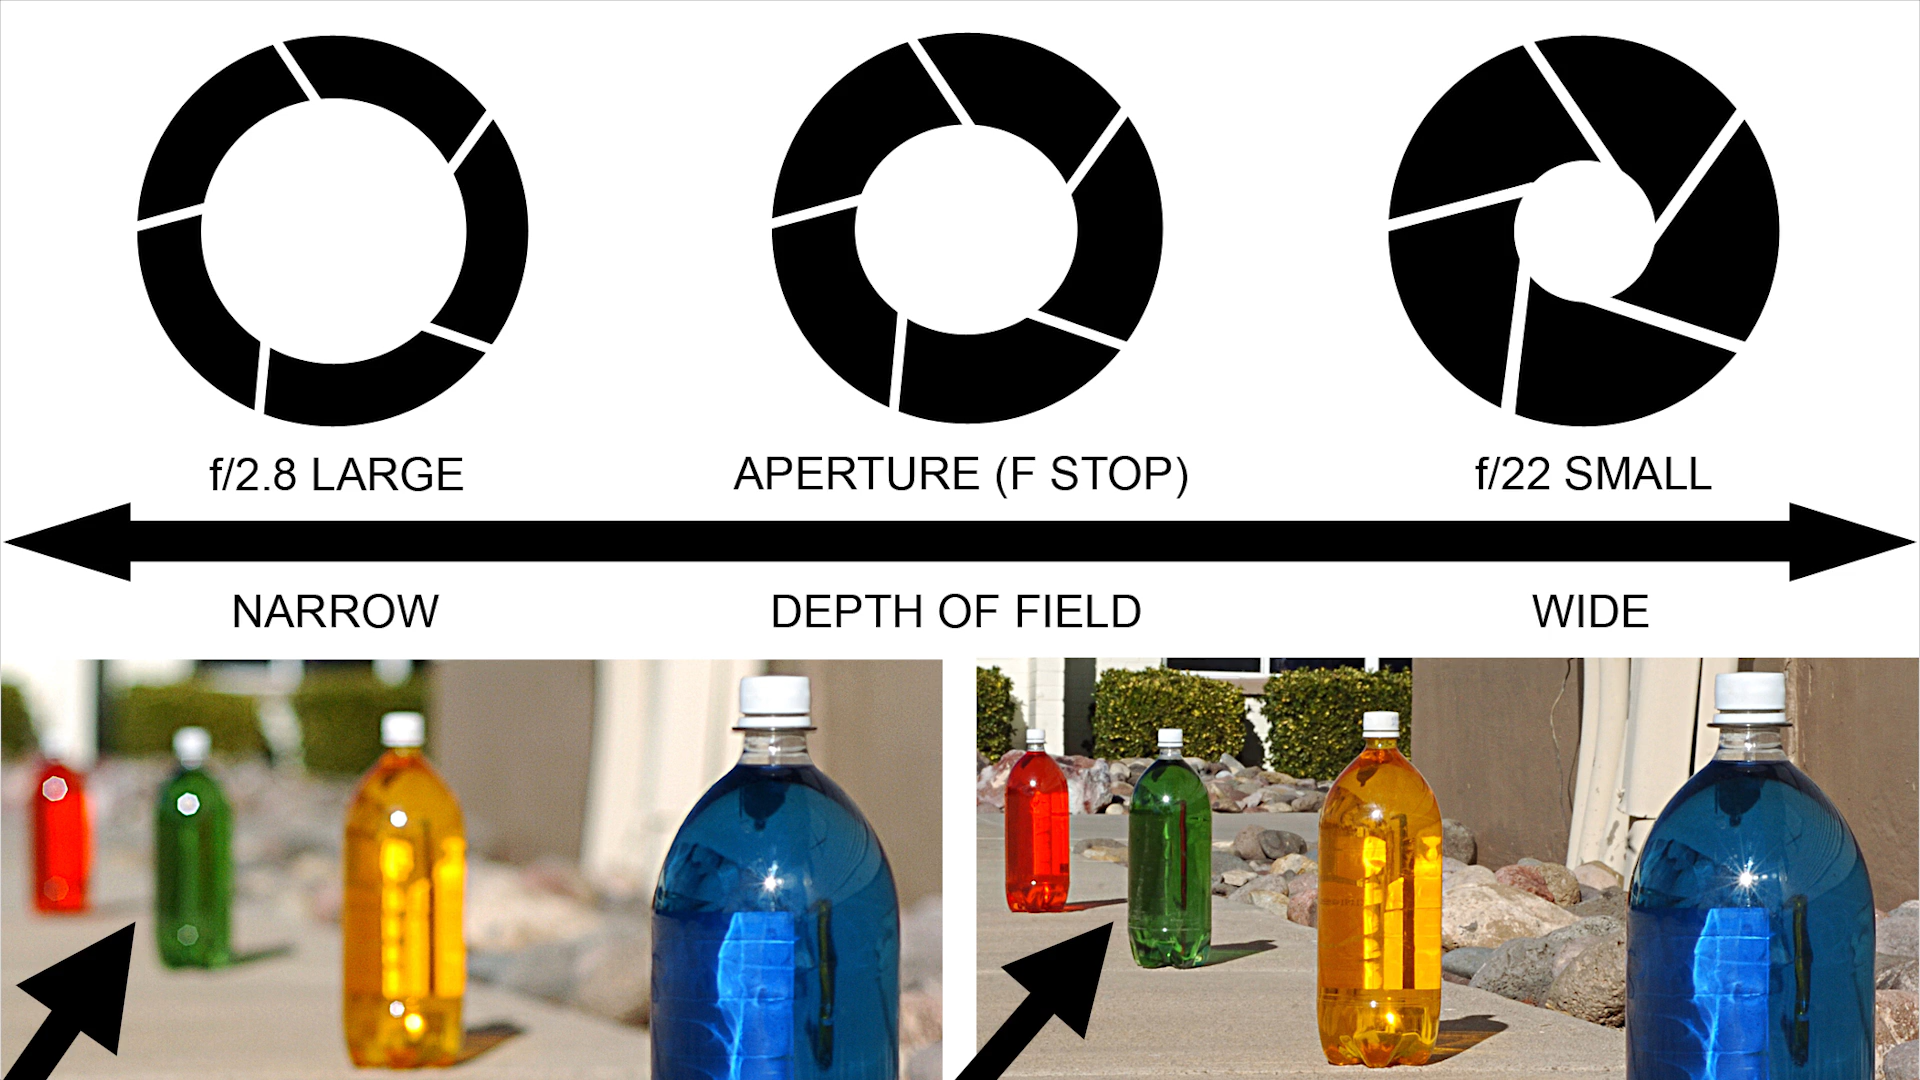 f/2.8 LARGE
APERTURE (F STOP)
f/22 SMALL
NARROW
DEPTH OF FIELD
WIDE